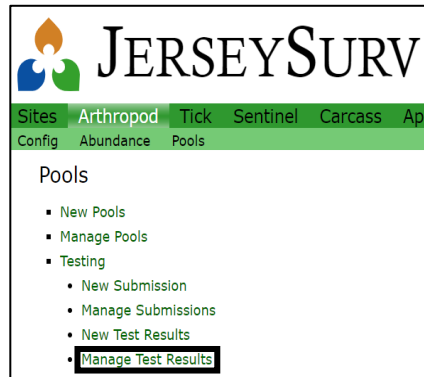 JERSEYSURV
Sites Arthropod Tick Sentinel Carcass Ap
Config Abundance Pools
Pools
New Pools
Manage Pools
Testing
New Submission
Manage Submissions
New Test Results
Manage Test Results